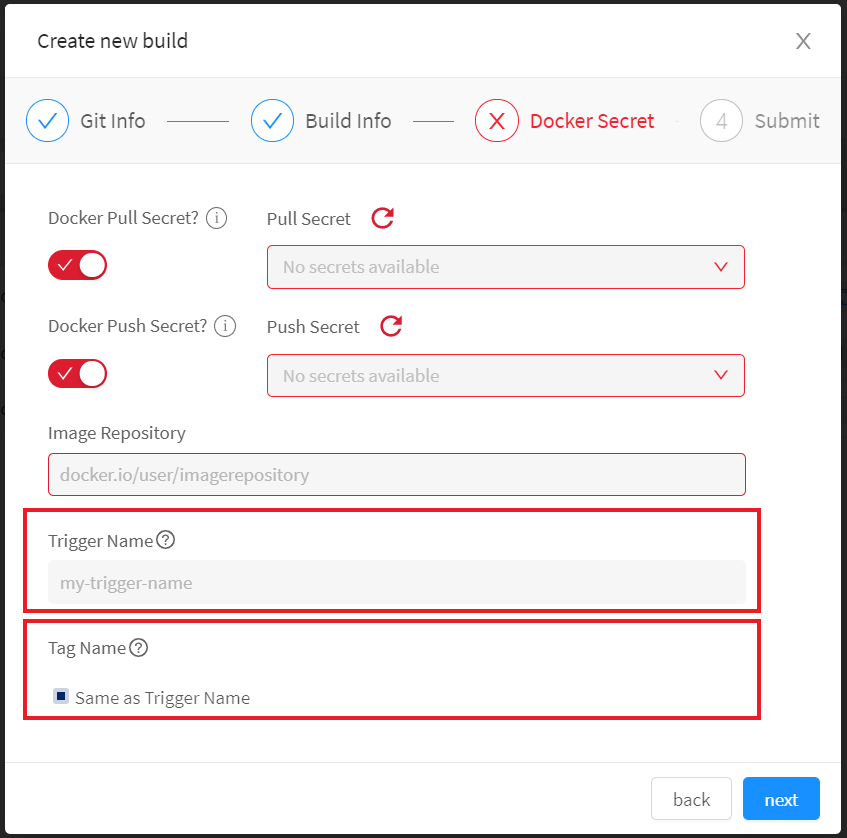 Create new build
X
Git Info
Build Info
Docker Secret
4 Submit
Docker Pull Secret?
Pull Secret
No secrets available
Docker Push Secret?
Push Secret
No secrets available
Image Repository
docker.io/user/imagerepository
Trigger Name
my-trigger-name
Tag Name
Same as Trigger Name
back
next